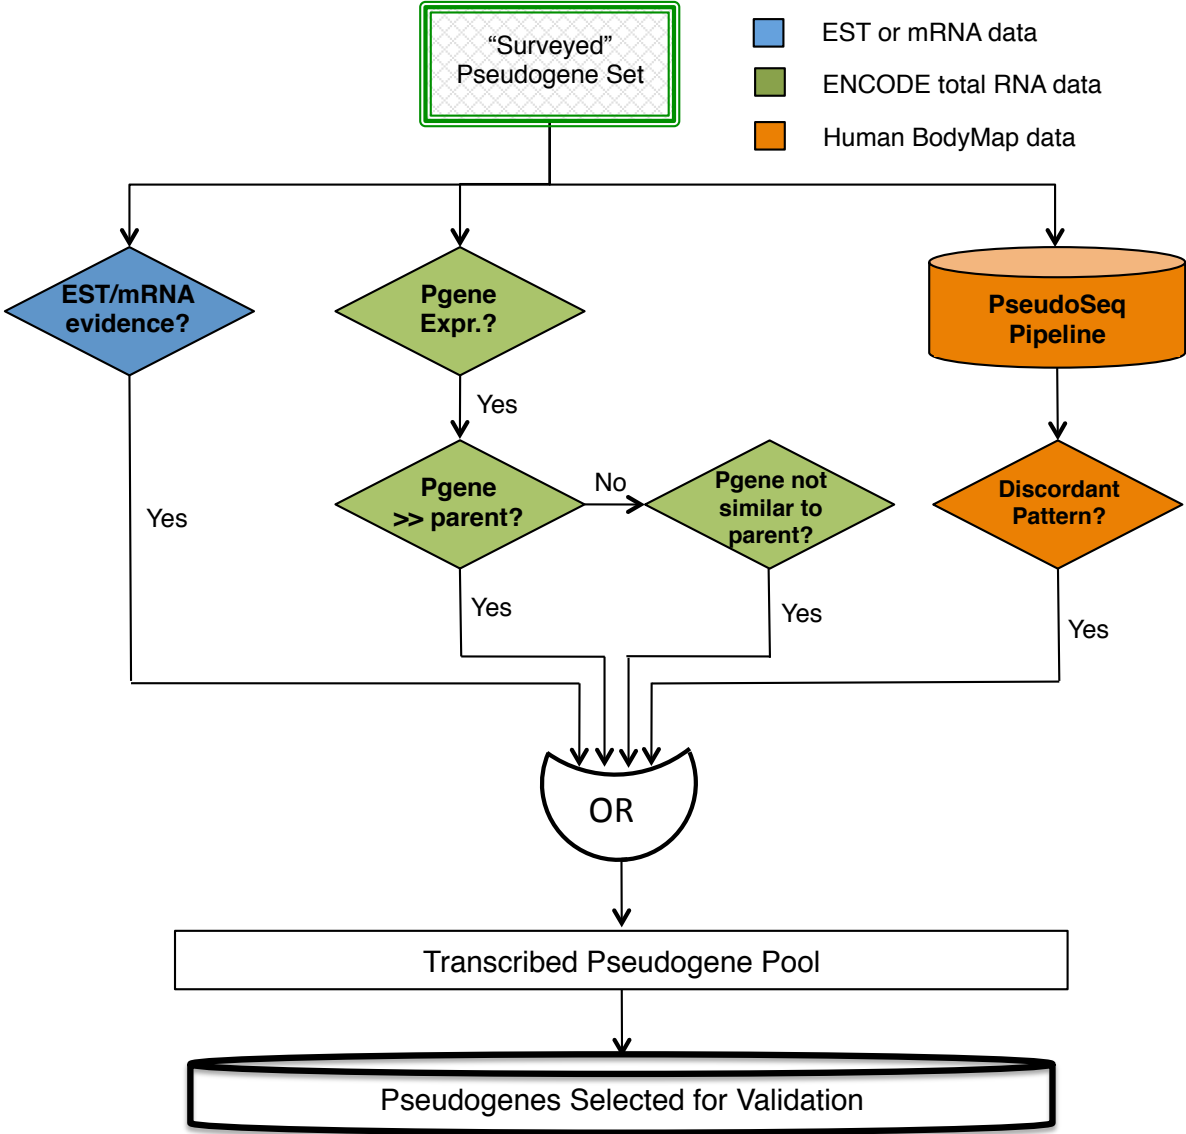 “Surveyed”
Pseudogene Set
EST or mRNA data
ENCODE total RNA data
Human BodyMap data
EST/mRNA
evidence?
Pgene
Expr.?
PseudoSeq
Pipeline
Yes
Pgene
>> parent?
No
Pgene not
similar to
parent?
Discordant
Pattern?
Yes
Yes
Yes
Yes
OR
Transcribed Pseudogene Pool
Pseudogenes Selected for Validation